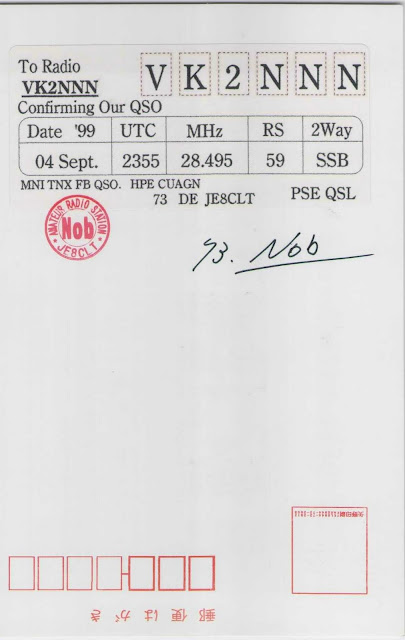 To Radio
VK2NNN
V K 2 N N N
Confirming Our QSO
Date '99 UTC MHz RS 2Way
04 Sept. 2355 28.495 59 SSB
MNI TNX FB QSO. HPE CUAGN
73 DE JE8CLT
PSE QSL
AMATEUR RADIO STATION
Nob
JE8CLT
73. Nob
郵便はがき